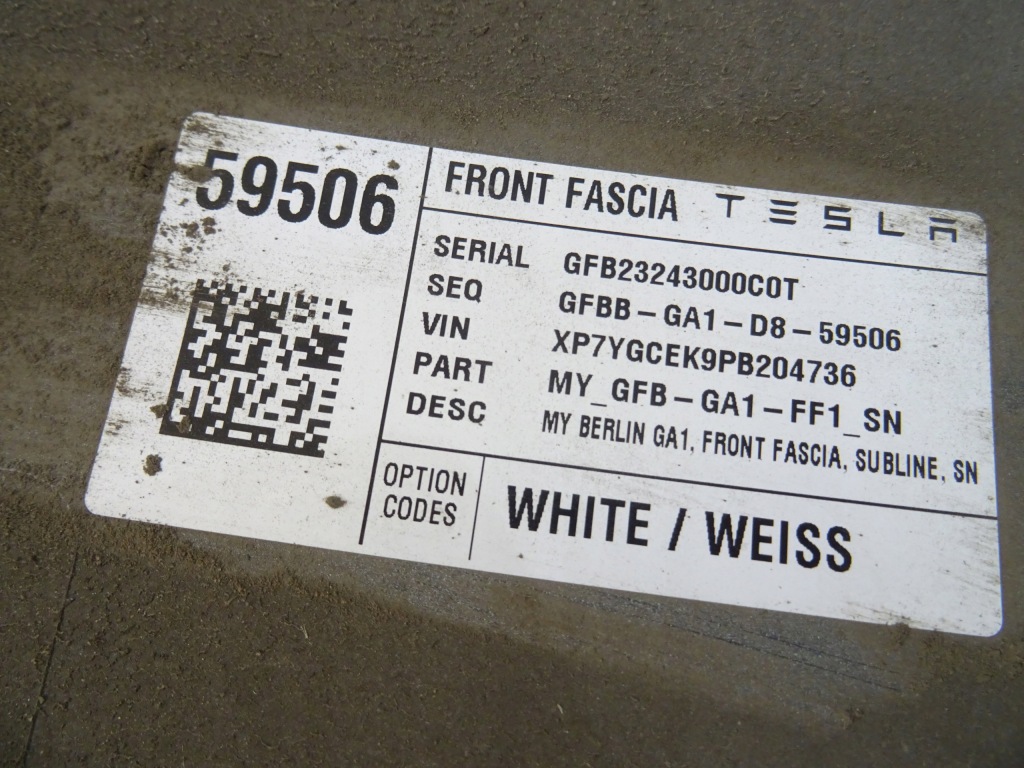 59506
FRONT FASCIA TESLA
SERIAL GFB23243000C0T
SEQ GFBB-GA1-D8-59506
VIN XP7YGCEK9PB204736
PART MY_GFB-GA1-FF1_SN
DESC MY BERLIN GA1, FRONT FASCIA, SUBLINE, SN
OPTION
CODES
WHITE / WEISS